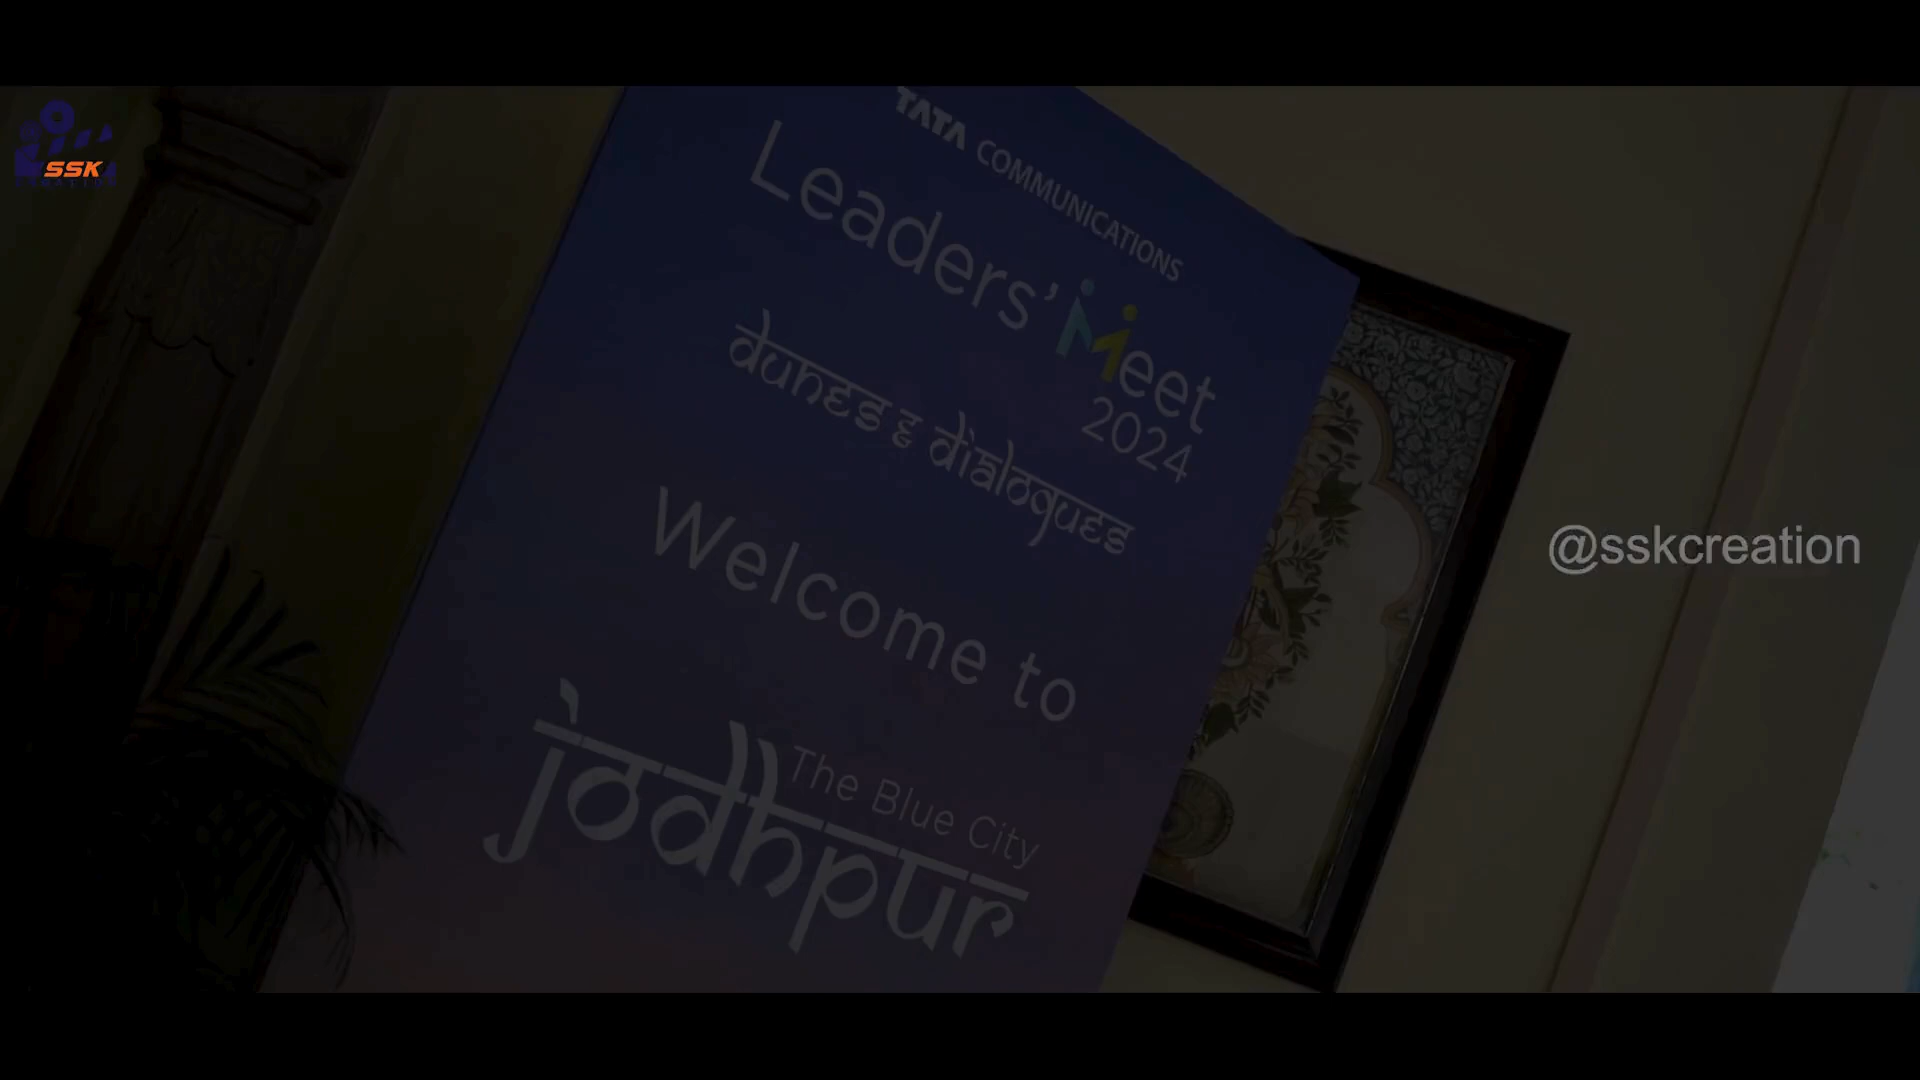 SSK
TATA COMMUNICATIONS
Leaders' Meet
2024
dunes & dialogues
Welcome to
The Blue City
jodhpur
@sskcreation